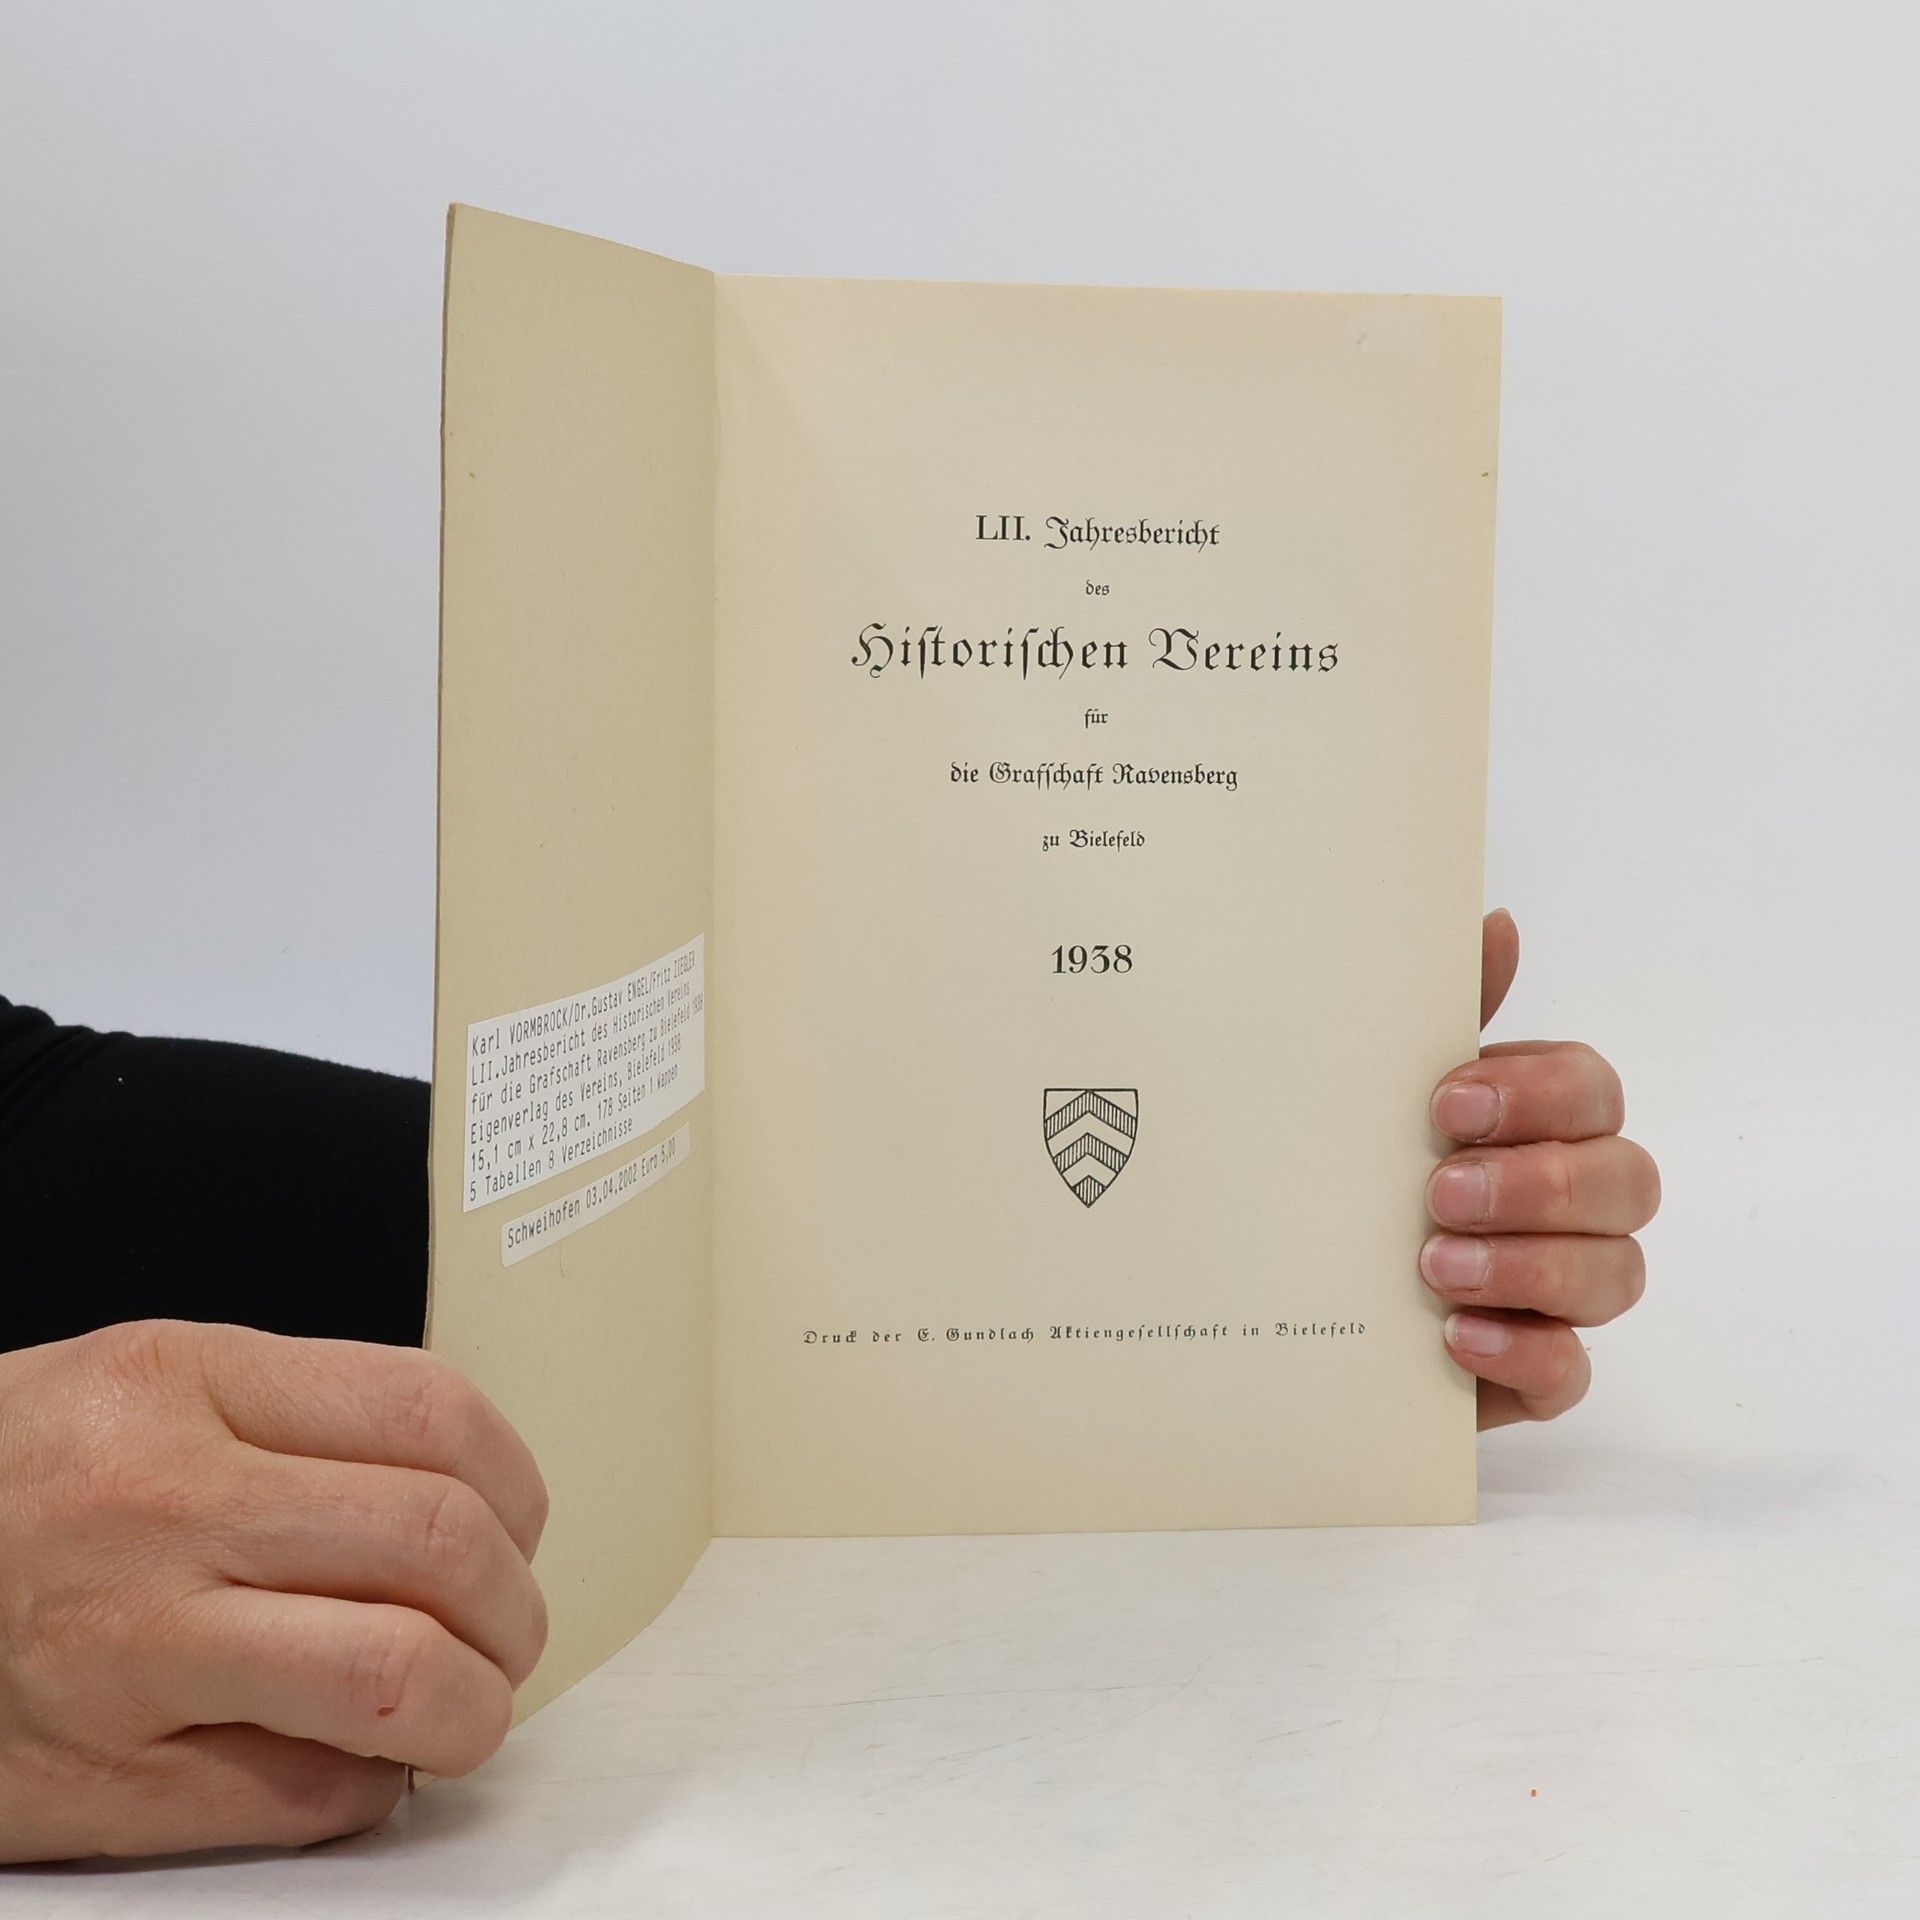 Karl VORMBROCK/Dr.Gustav ENGEL/Fritz ZIEGLER
LII.Jahresbericht des Historischen Vereins
für die Grafschaft Ravensberg zu Bielefeld 1938
Eigenverlag des Vereins, Bielefeld 1938
15,1 cm x 22,8 cm. 178 Seiten 1 Wappen
5 Tabellen 8 Verzeichnisse
Schweihofen 03.04.2002 Euro 5,00
LII. Jahresbericht
des
Hiſtoriſchen Vereins
für
die Grafſchaft Ravensberg
zu Bielefeld
1938
Druck der E. Gundlach Aktiengeſellſchaft in Bielefeld